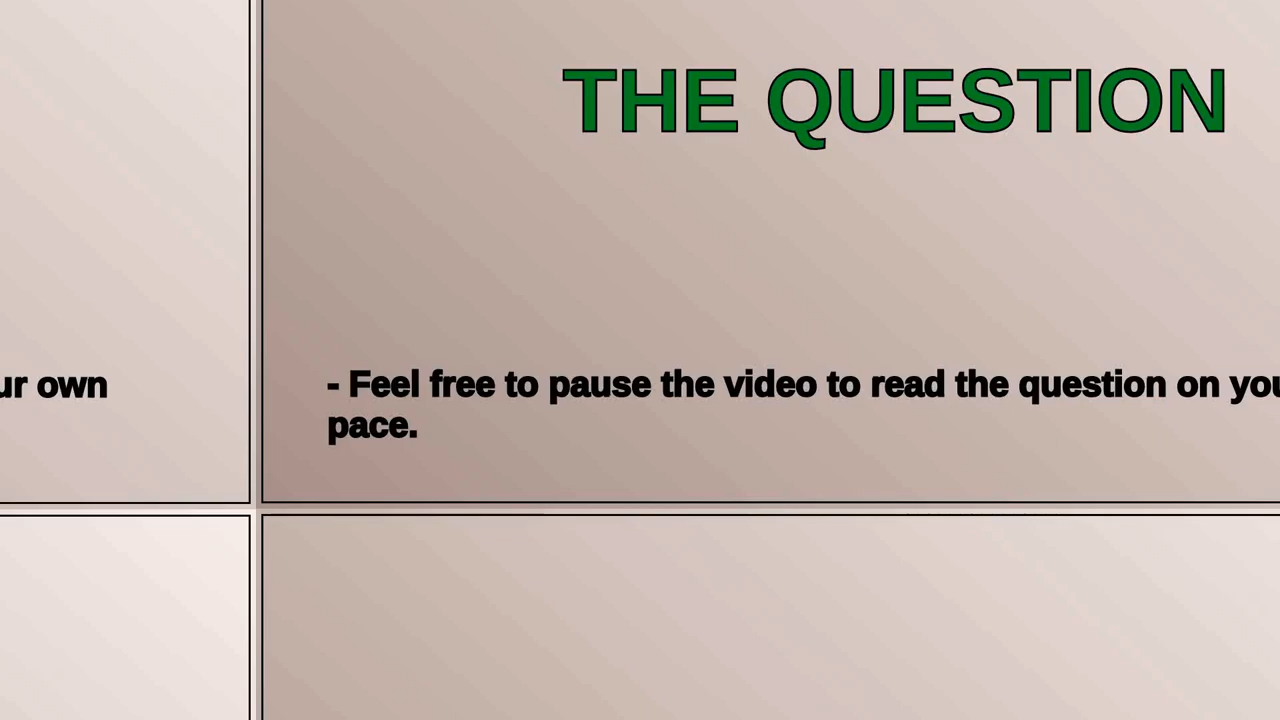 THE QUESTION
ur own
- Feel free to pause the video to read the question on you
pace.